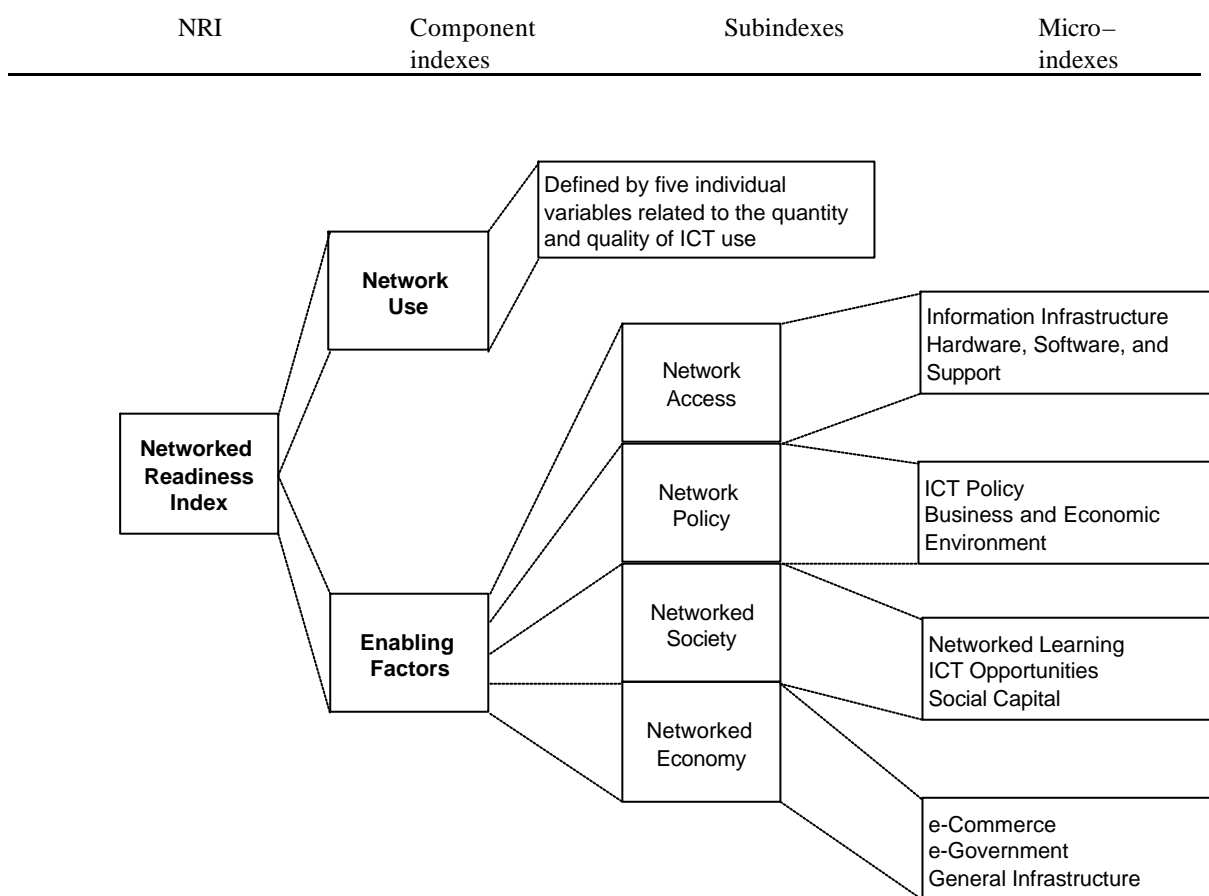 NRI
Component
indexes
Subindexes
Micro–
indexes
Defined by five individual
variables related to the quantity
and quality of ICT use
Network
Use
Information Infrastructure
Hardware, Software, and
Support
Network
Access
Networked
Readiness
Index
ICT Policy
Business and Economic
Environment
Network
Policy
Enabling
Factors
Networked
Society
Networked Learning
ICT Opportunities
Social Capital
Networked
Economy
e-Commerce
e-Government
General Infrastructure